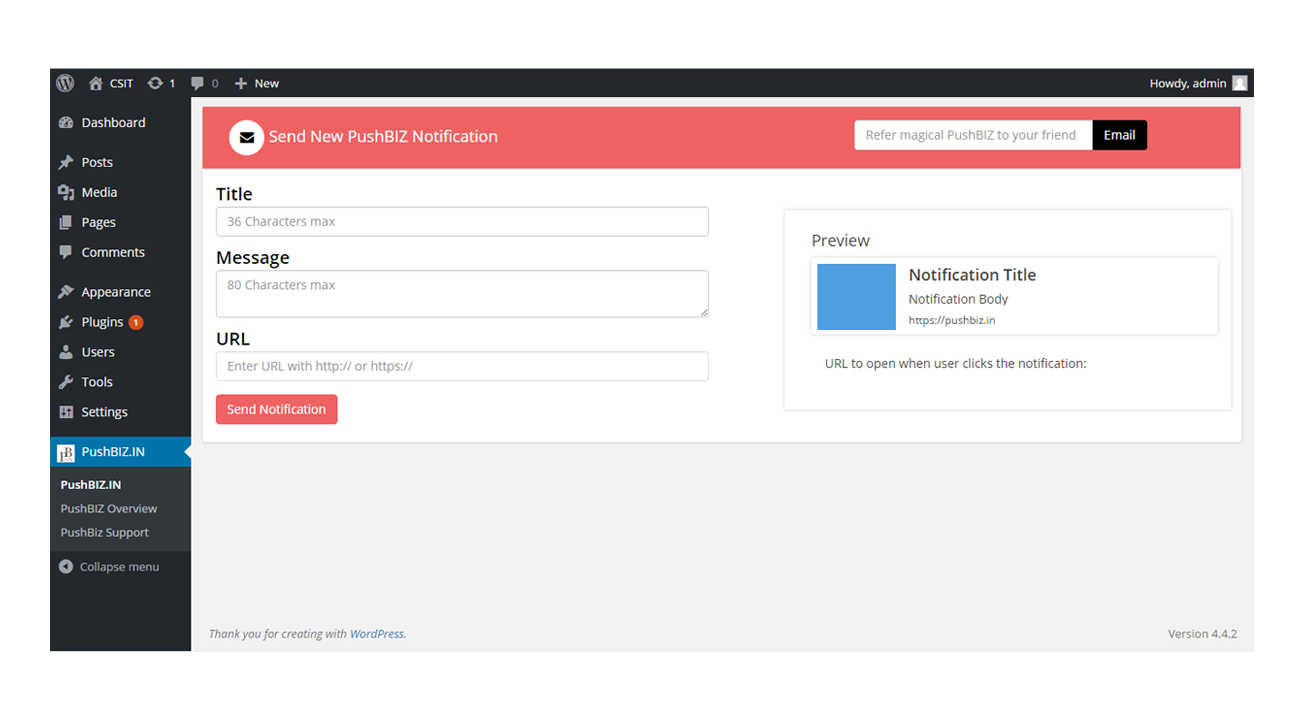 CSIT 1 0 New Howdy, admin
Dashboard
Posts
Media
Pages
Comments
Appearance
Plugins 1
Users
Tools
Settings
PushBIZ.IN
PushBIZ.IN
PushBIZ Overview
PushBiz Support
Collapse menu
Send New PushBIZ Notification
Refer magical PushBIZ to your friend Email
Title
36 Characters max
Message
80 Characters max
URL
Enter URL with http:// or https://
Send Notification
Preview
Notification Title
Notification Body
https://pushbiz.in
URL to open when user clicks the notification:
Thank you for creating with WordPress. Version 4.4.2